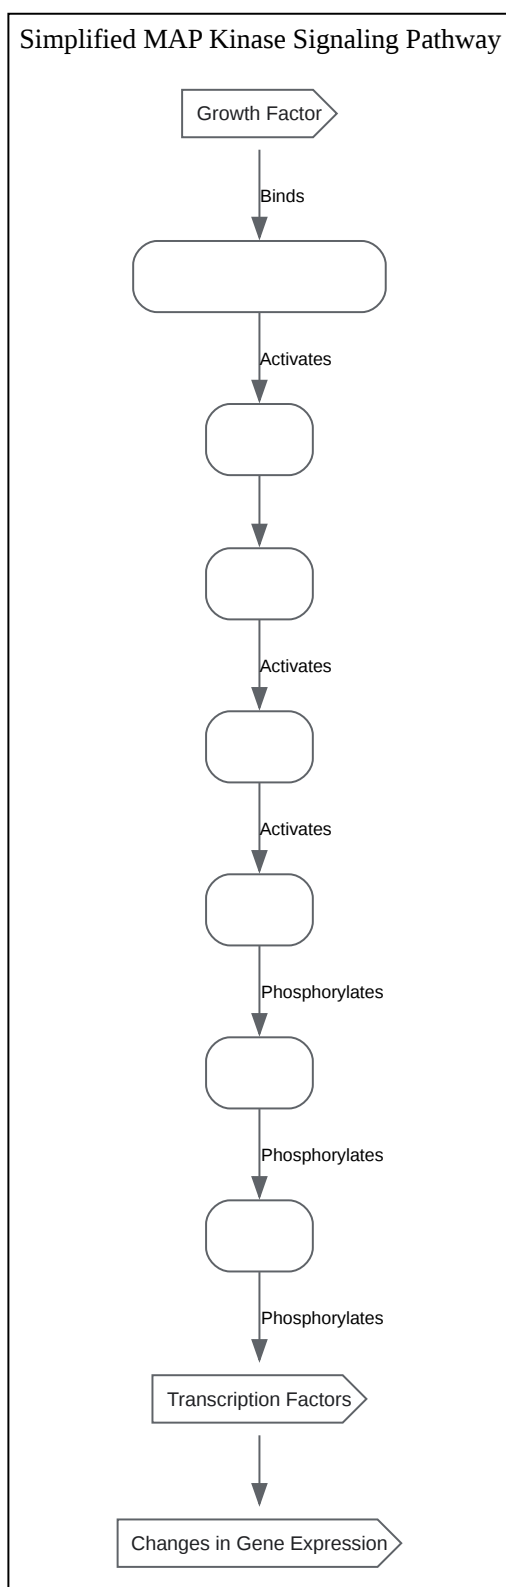 Simplified MAP Kinase Signaling Pathway
Growth Factor
Binds
Activates
Activates
Activates
Phosphorylates
Phosphorylates
Phosphorylates
Transcription Factors
Changes in Gene Expression